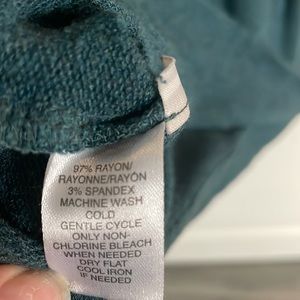 97% RAYON/
RAYONNE/RAYÓN
3% SPANDEX
MACHINE WASH
COLD
GENTLE CYCLE
ONLY NON-
CHLORINE BLEACH
WHEN NEEDED
DRY FLAT
COOL IRON
IF NEEDED